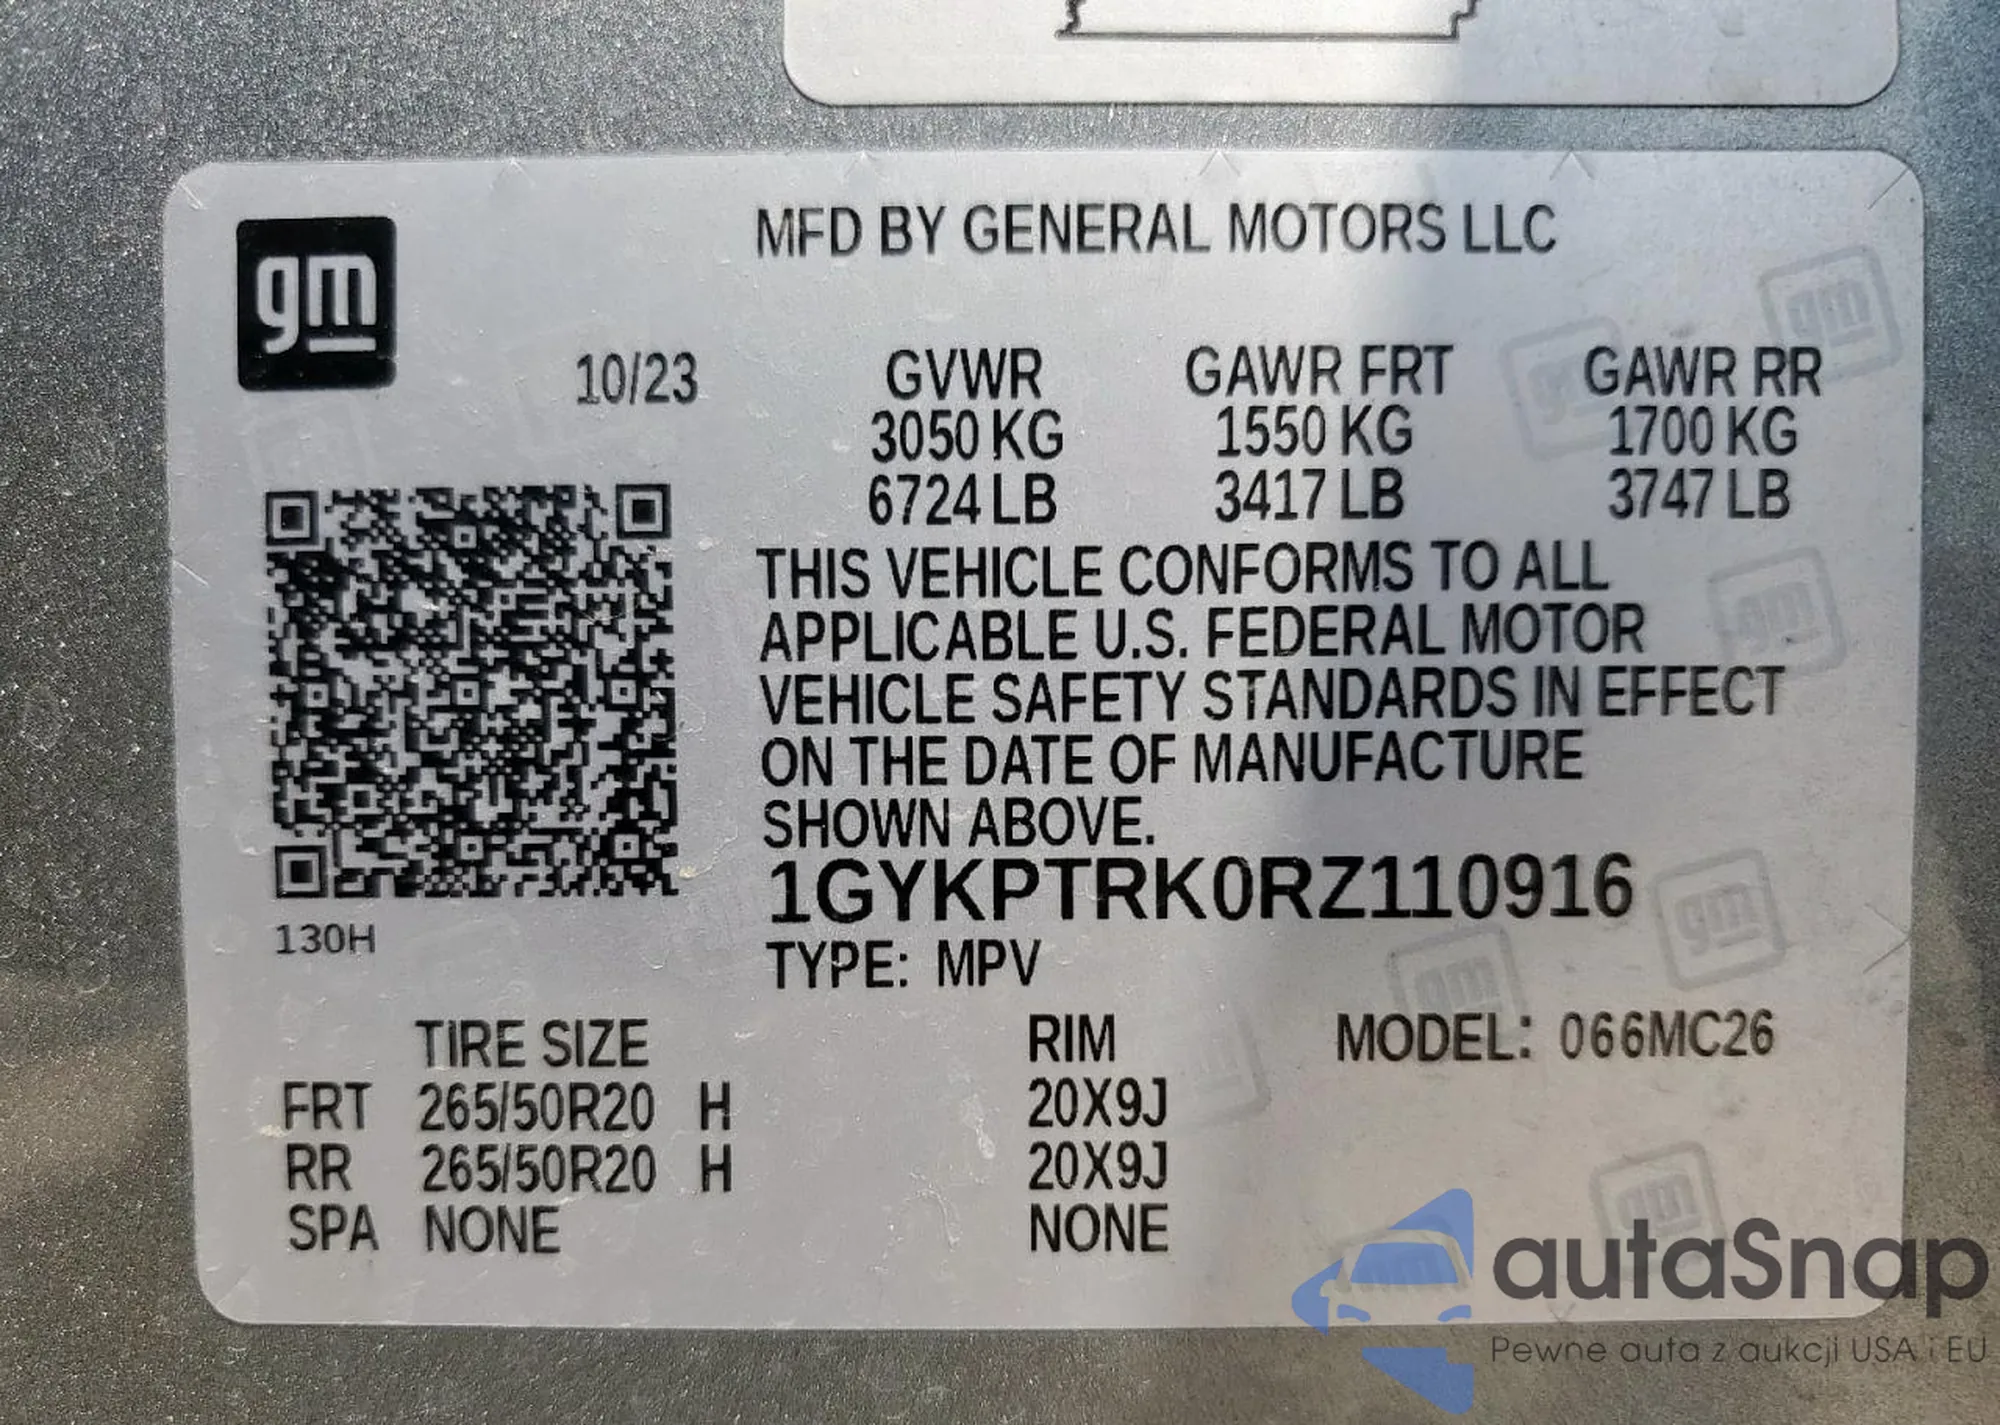 gm
MFD BY GENERAL MOTORS LLC
10/23
GVWR GAWR FRT GAWR RR
3050 KG 1550 KG 1700 KG
6724 LB 3417 LB 3747 LB
THIS VEHICLE CONFORMS TO ALL
APPLICABLE U.S. FEDERAL MOTOR
VEHICLE SAFETY STANDARDS IN EFFECT
ON THE DATE OF MANUFACTURE
SHOWN ABOVE.
1GYKPTRK0RZ110916
130H
TYPE: MPV
TIRE SIZE RIM MODEL: 066MC26
FRT 265/50R20 H 20X9J
RR 265/50R20 H 20X9J
SPA NONE NONE
autaSnap
Pewne auta z aukcji USA i EU